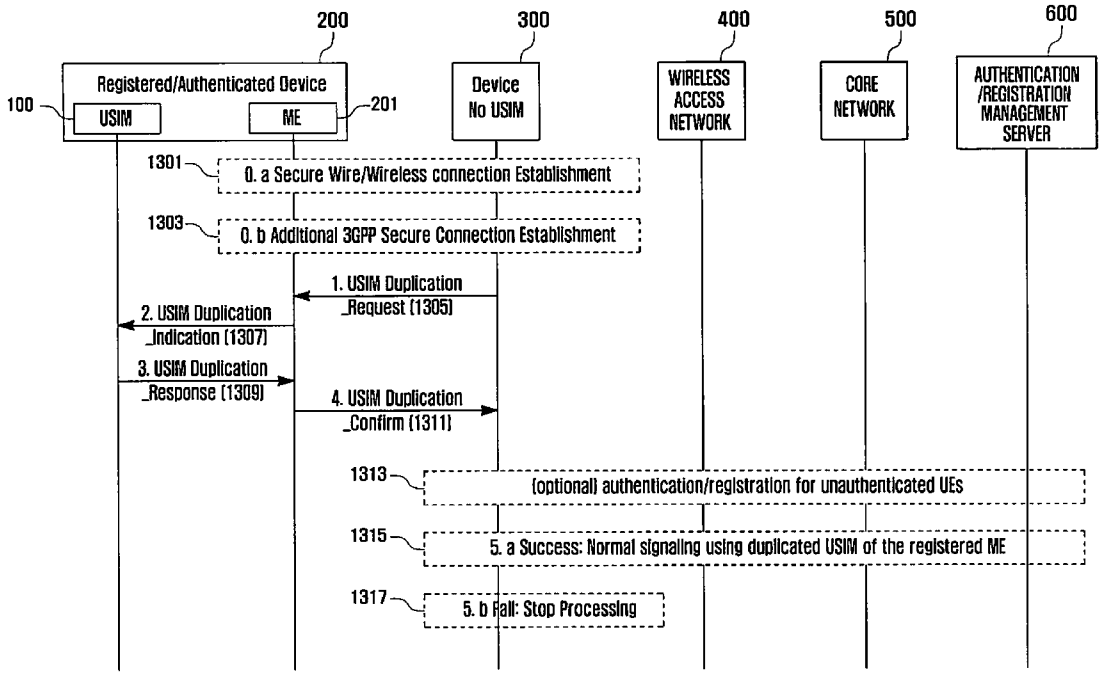 200
300
400
500
600
Registered/Authenticated Device
100
USIM
ME
201
Device
No USIM
WIRELESS
ACCESS
NETWORK
CORE
NETWORK
AUTHENTICATION
/REGISTRATION
MANAGEMENT
SERVER
1301
0. a Secure Wire/Wireless connection Establishment
1303
0. b Additional 3GPP Secure Connection Establishment
1. USIM Duplication
_Request (1305)
2. USIM Duplication
_Indication (1307)
3. USIM Duplication
_Response (1309)
4. USIM Duplication
_Confirm (1311)
1313
(optional) authentication/registration for unauthenticated UEs
1315
5. a Success: Normal signaling using duplicated USIM of the registered ME
1317
5. b Fail: Stop Processing